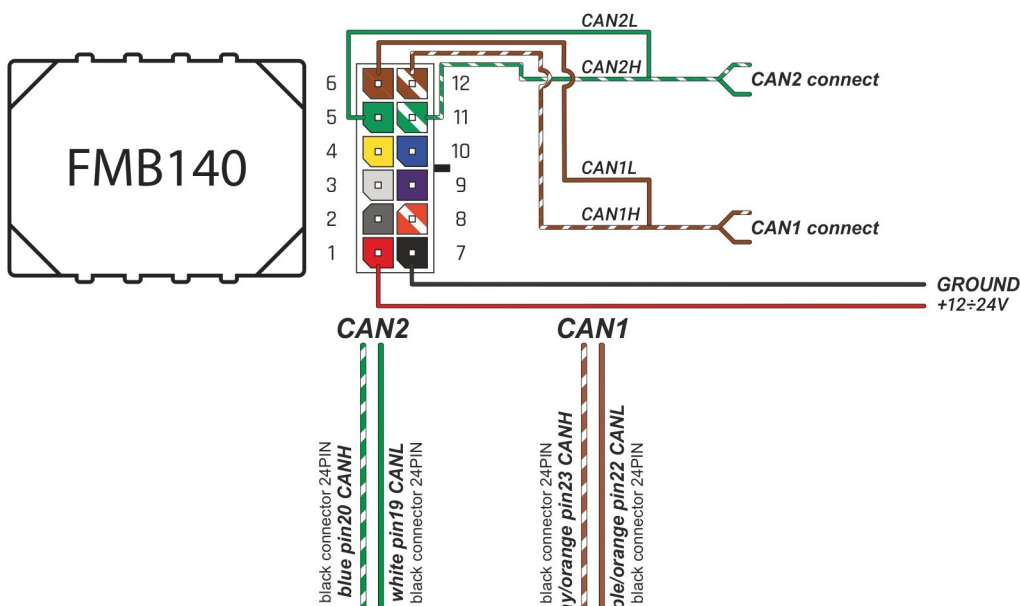 CAN2L
FMB140
6
12
CAN2H
CAN2 connect
5
11
4
10
3
9
CAN1L
2
8
CAN1H
CAN1 connect
1
7
GROUND
+12÷24V
CAN2
CAN1
black connector 24PIN
blue pin20 CANH
white pin19 CANL
black connector 24PIN
black connector 24PIN
pin23 CANH
pin22 CANL
black connector 24PIN